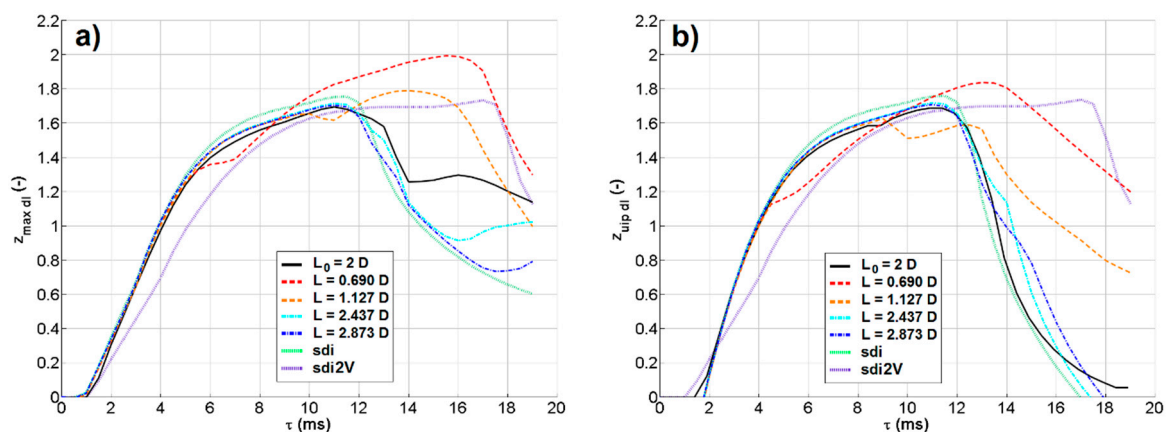 a)
2.2
2
1.8
1.6
1.4
1.2
1
0.8
0.6
0.4
0.2
0
z max dl (-)
L0 = 2 D
L = 0.690 D
L = 1.127 D
L = 2.437 D
L = 2.873 D
sdi
sdi2V
0 2 4 6 8 10 12 14 16 18 20
τ (ms)
b)
2.2
2
1.8
1.6
1.4
1.2
1
0.8
0.6
0.4
0.2
0
z uip dl (-)
L0 = 2 D
L = 0.690 D
L = 1.127 D
L = 2.437 D
L = 2.873 D
sdi
sdi2V
0 2 4 6 8 10 12 14 16 18 20
τ (ms)